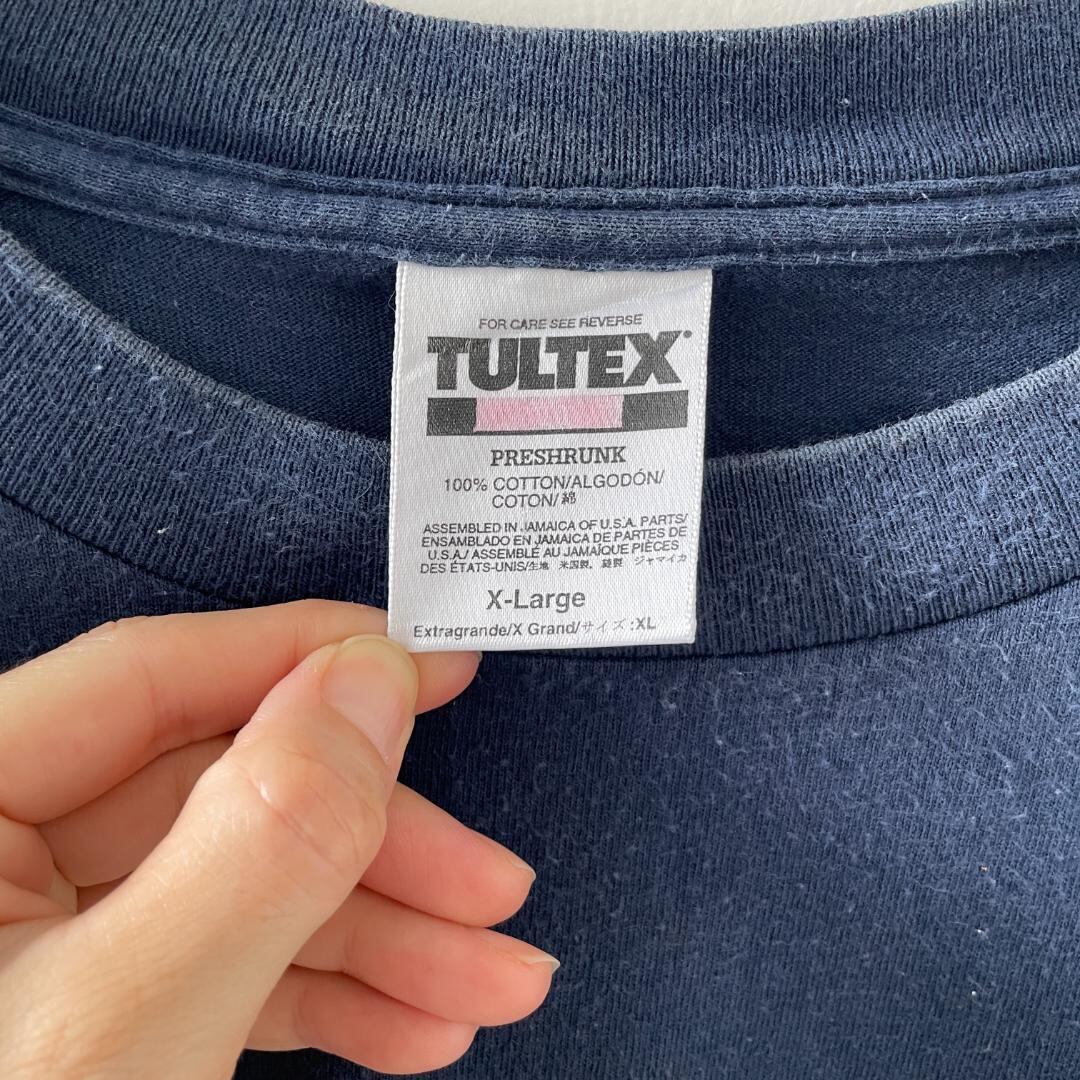 FOR CARE SEE REVERSE
TULTEX®
PRESHRUNK
100% COTTON/ALGODÓN/
COTON/綿
ASSEMBLED IN JAMAICA OF U.S.A. PARTS/
ENSAMBLADO EN JAMAICA DE PARTES DE
U.S.A./ ASSEMBLÉ AU JAMAÏQUE PIÈCES
DES ÉTATS-UNIS/生地 米国製。縫製 ジャマイカ
X-Large
Extragrande/X Grand/サイズ:XL